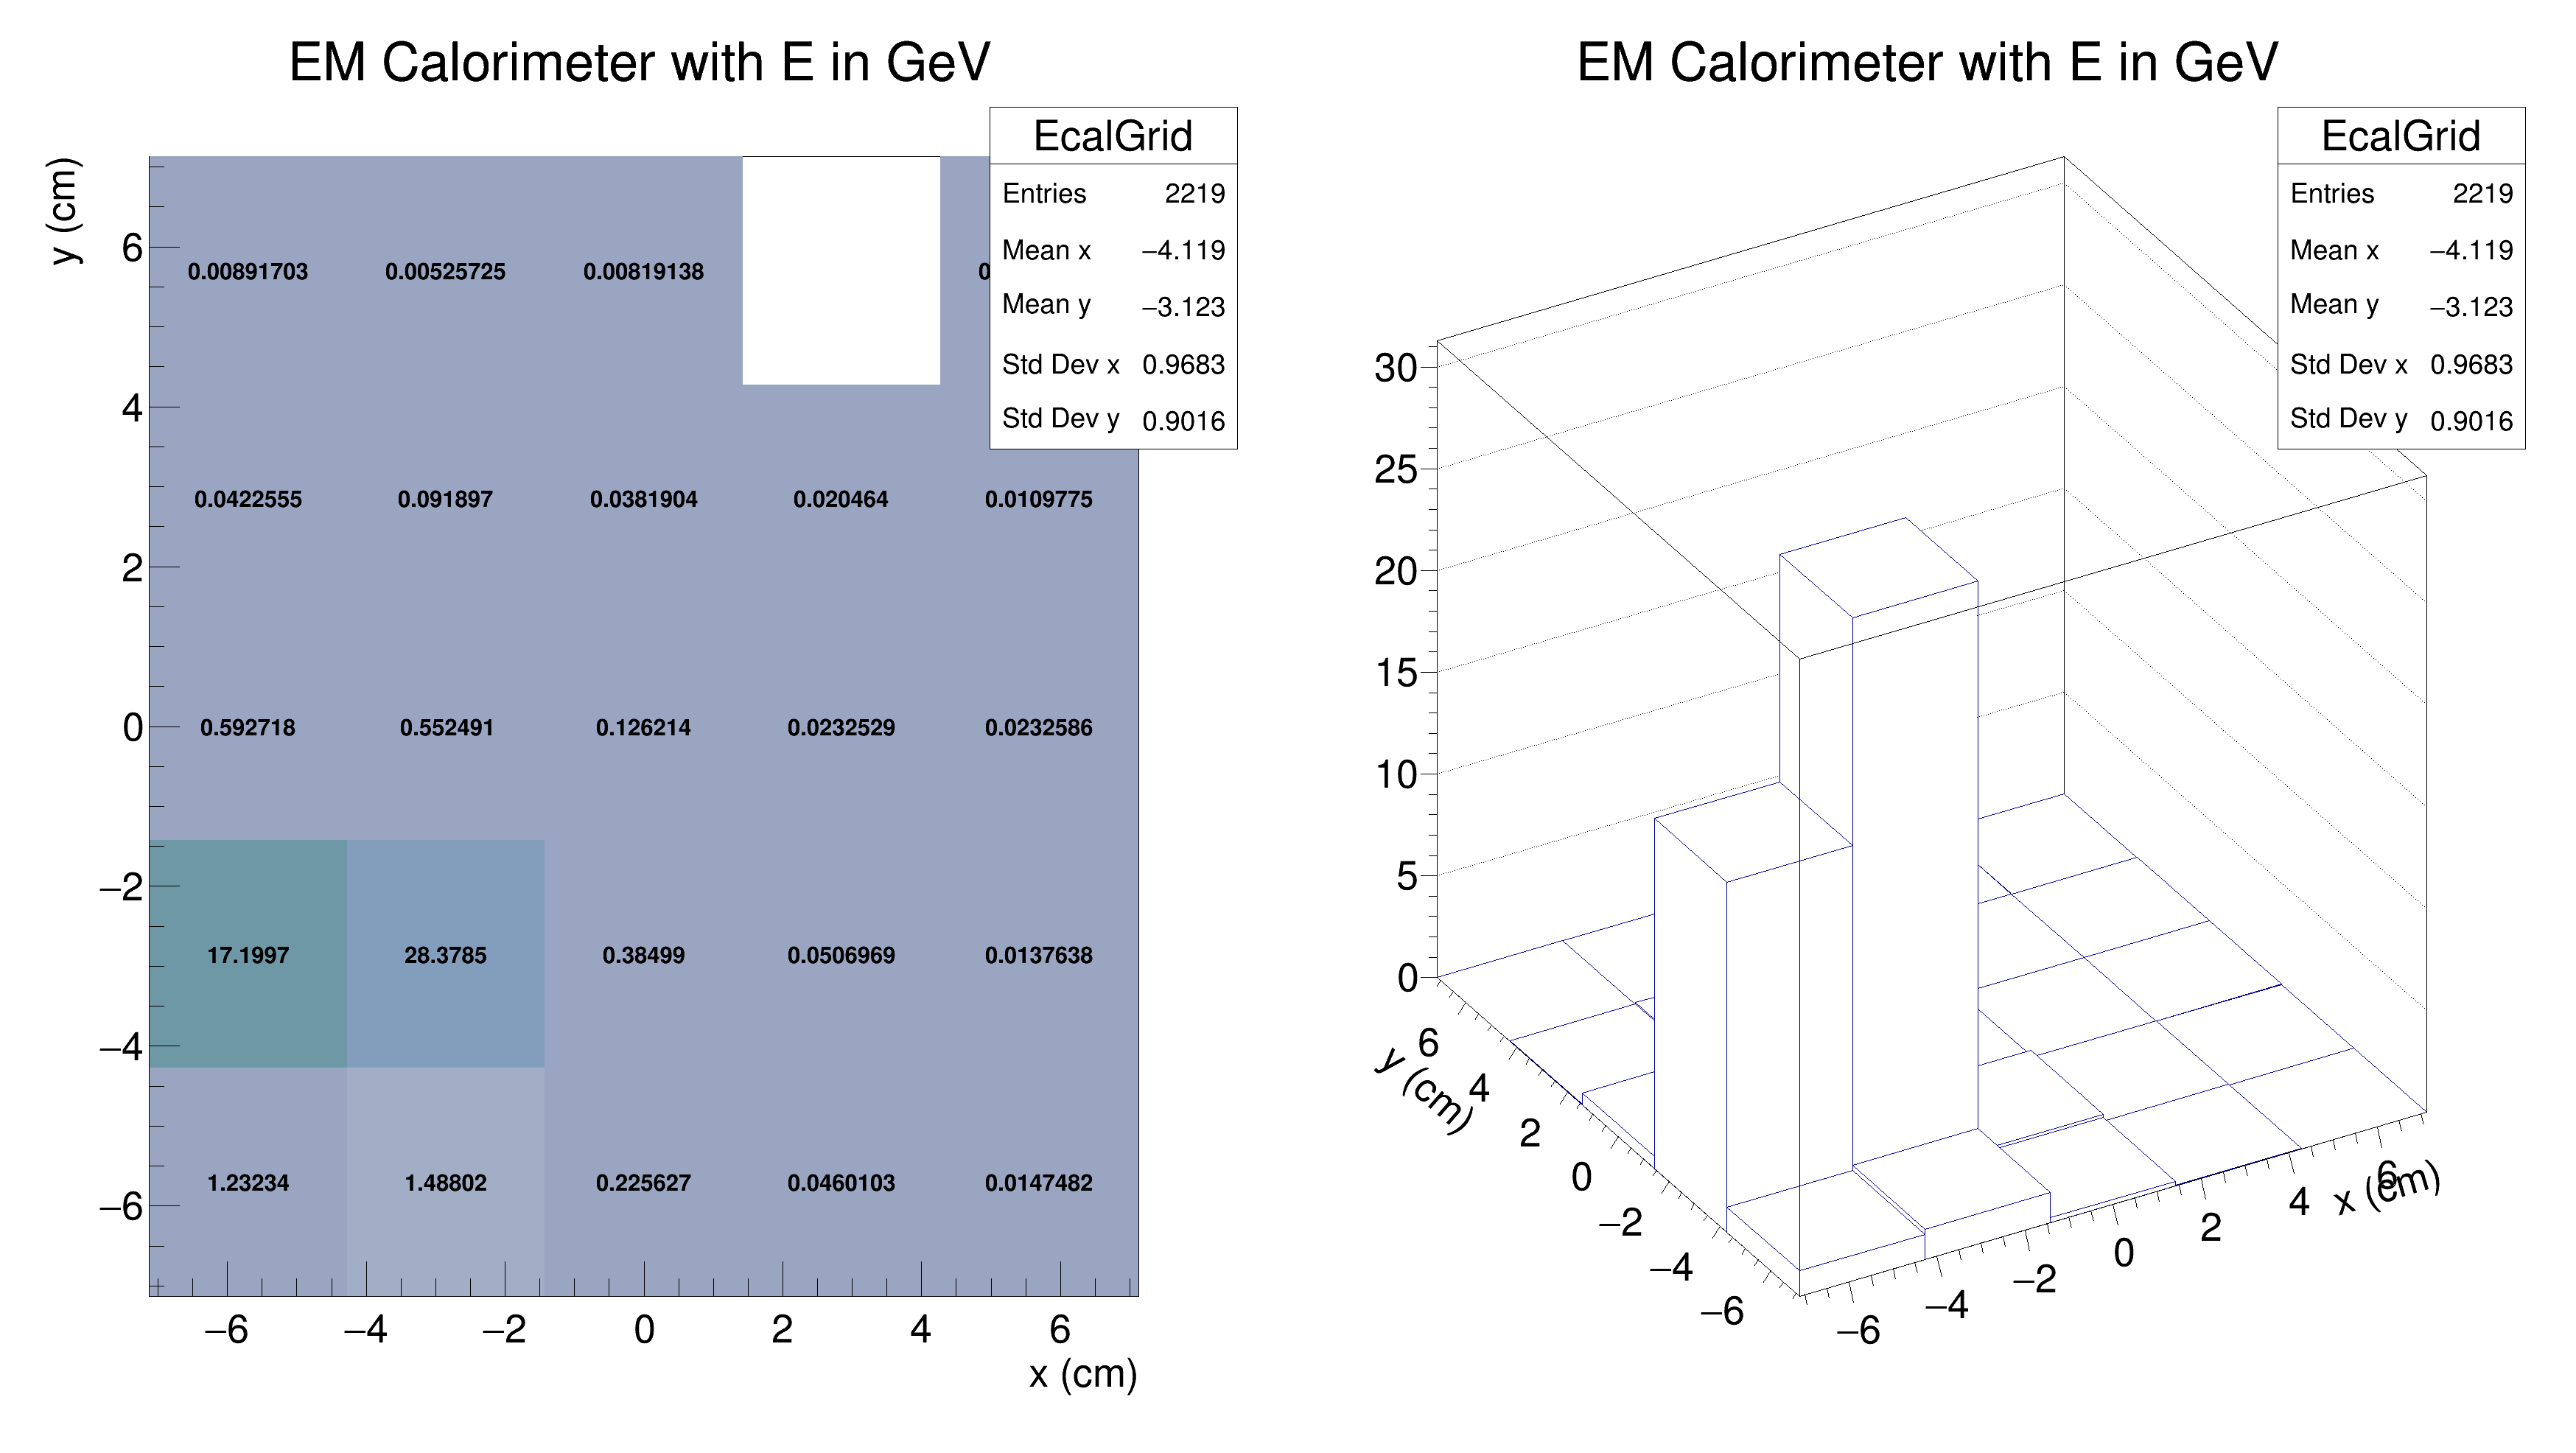 EM Calorimeter with E in GeV
EcalGrid
Entries 2219
Mean x −4.119
Mean y −3.123
Std Dev x 0.9683
Std Dev y 0.9016
y (cm)
6
4
2
0
−2
−4
−6
0.00891703 0.00525725 0.00819138 0
0.0422555 0.091897 0.0381904 0.020464 0.0109775
0.592718 0.552491 0.126214 0.0232529 0.0232586
17.1997 28.3785 0.38499 0.0506969 0.0137638
1.23234 1.48802 0.225627 0.0460103 0.0147482
−6 −4 −2 0 2 4 6
x (cm)
EM Calorimeter with E in GeV
EcalGrid
Entries 2219
Mean x −4.119
Mean y −3.123
Std Dev x 0.9683
Std Dev y 0.9016
30
25
20
15
10
5
0
6
4
2
0
−2
−4
−6
y (cm)
−6
−4
−2
0
2
4
6
x (cm)